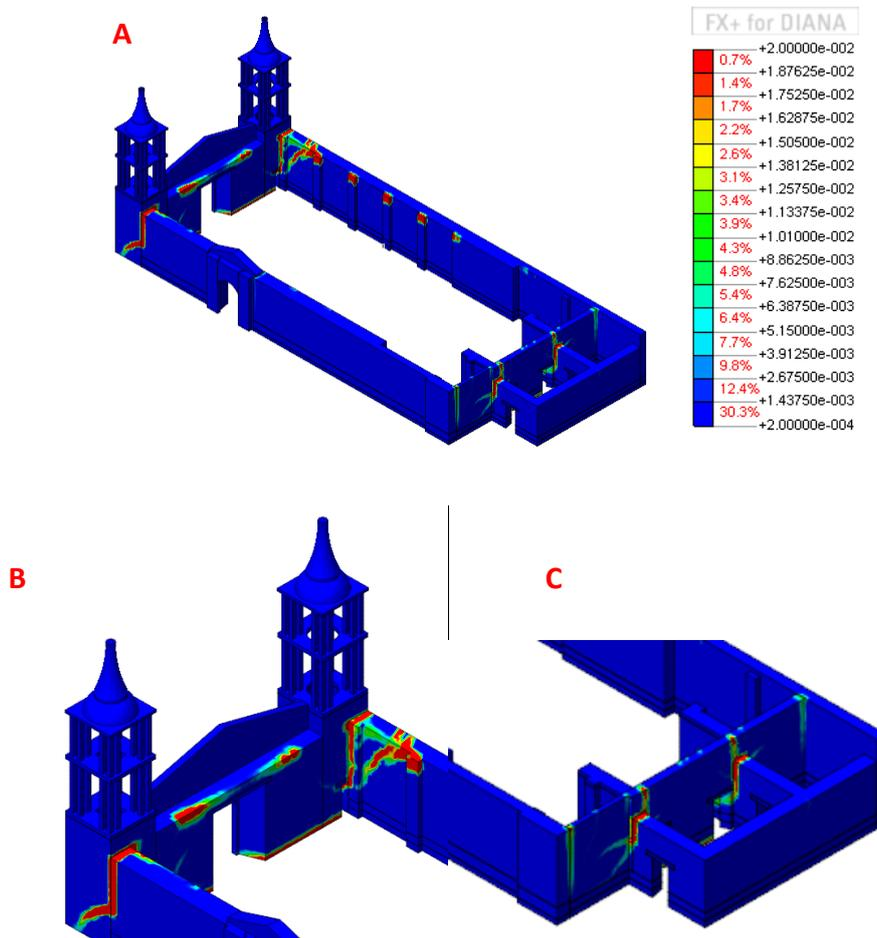 A
FX+ for DIANA
+2.00000e-002
0.7%
+1.87625e-002
1.4%
+1.75250e-002
1.7%
+1.62875e-002
2.2%
+1.50500e-002
2.6%
+1.38125e-002
3.1%
+1.25750e-002
3.4%
+1.13375e-002
3.9%
+1.01000e-002
4.3%
+8.86250e-003
4.8%
+7.62500e-003
5.4%
+6.38750e-003
6.4%
+5.15000e-003
7.7%
+3.91250e-003
9.8%
+2.67500e-003
12.4%
+1.43750e-003
30.3%
+2.00000e-004
B
C